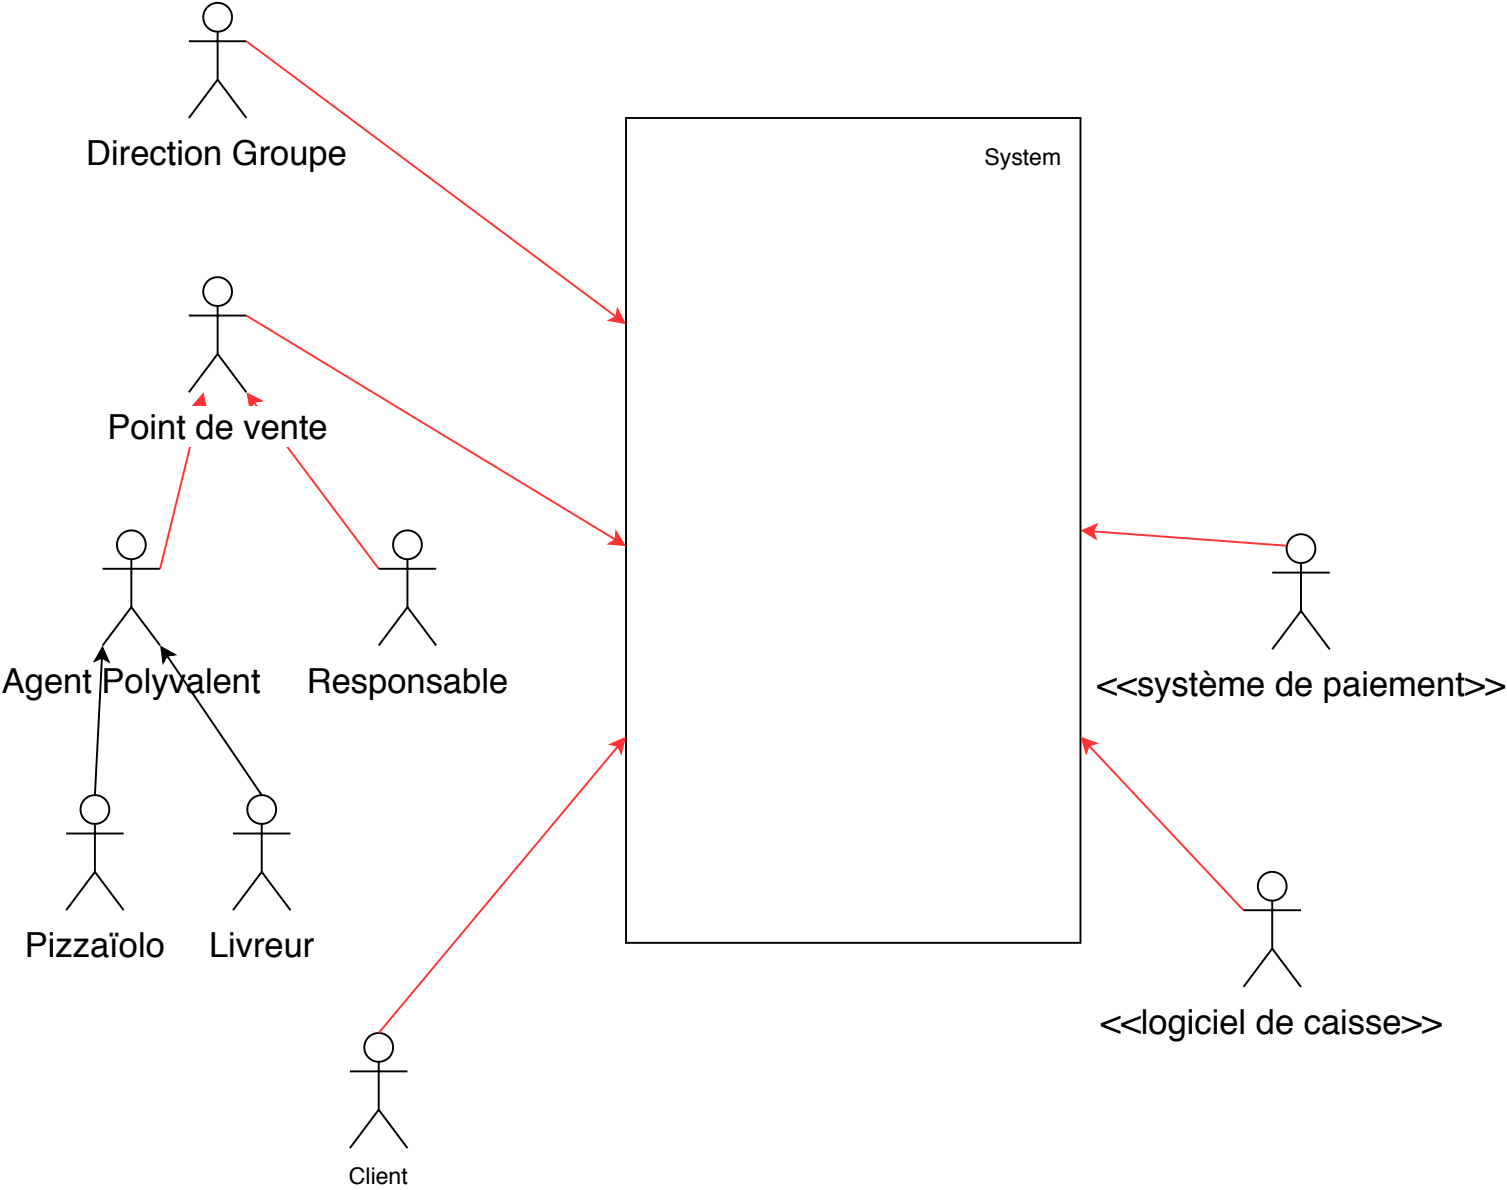 Direction Groupe
System
Point de vente
Agent Polyvalent
Responsable
<<système de paiement>>
Pizzaïolo
Livreur
<<logiciel de caisse>>
Client